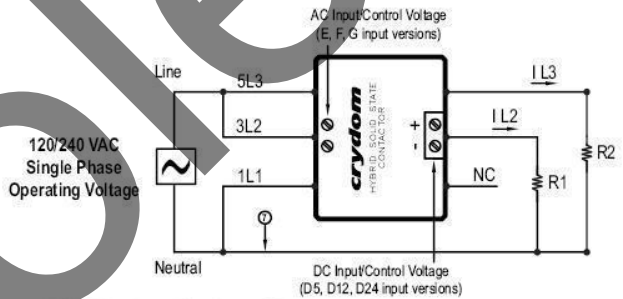 AC Input/Control Voltage
(E, F, G input versions)
Line
5L3
3L2
1L1
120/240 VAC
Single Phase
Operating Voltage
crydom
HYBRID SOLID STATE
CONTACTOR
+
-
I L3
I L2
NC
R1
R2
7
Neutral
DC Input/Control Voltage
(D5, D12, D24 input versions)